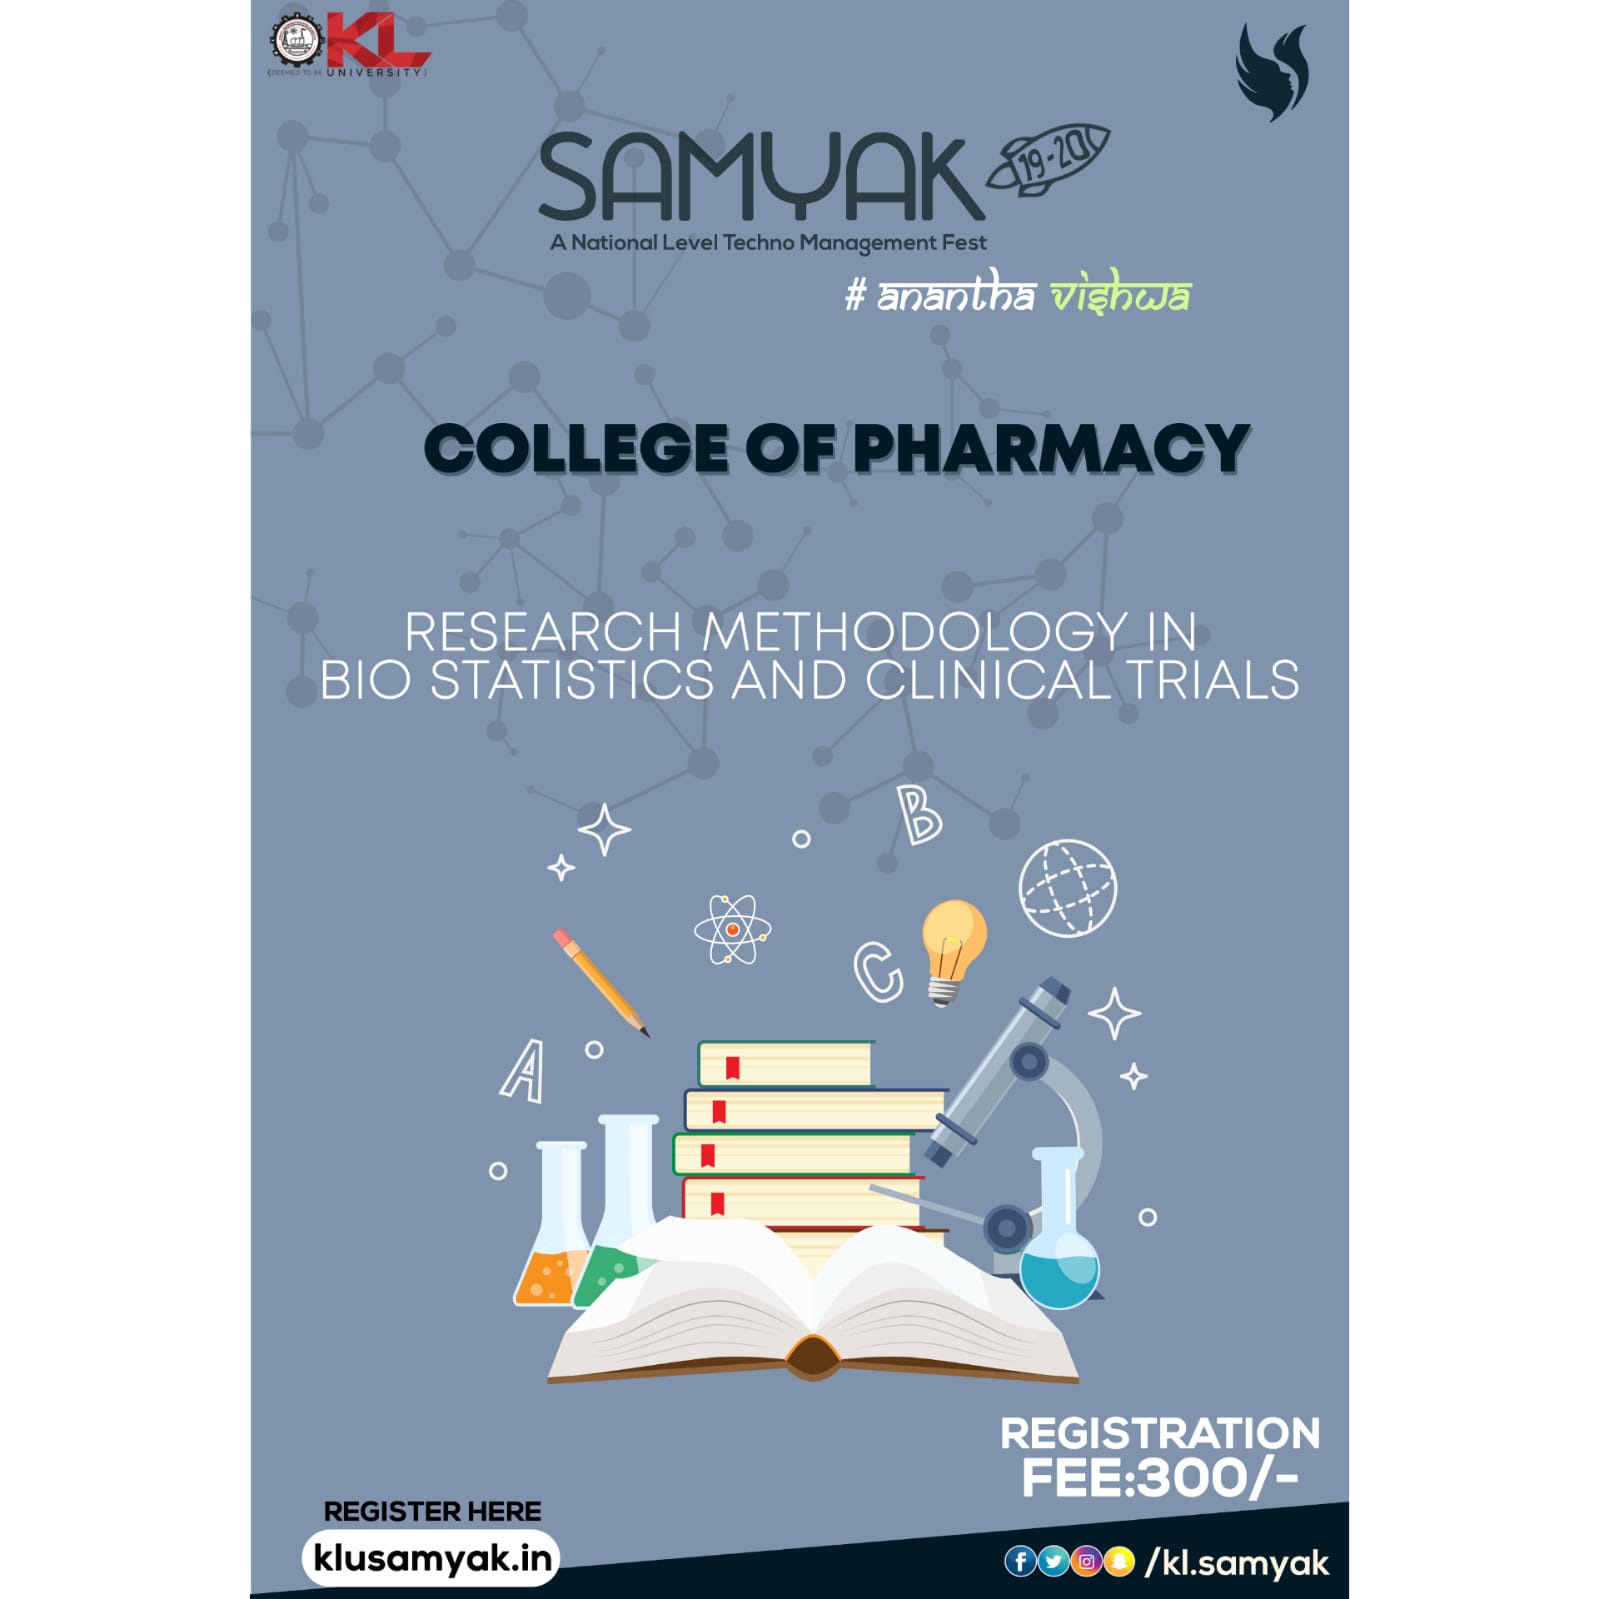 KL
(DEEMED TO BE UNIVERSITY)
SAMYAK 19-20
A National Level Techno Management Fest
# anantha vishwa
COLLEGE OF PHARMACY
RESEARCH METHODOLOGY IN
BIO STATISTICS AND CLINICAL TRIALS
B
C
A
REGISTRATION
FEE:300/-
REGISTER HERE
klusamyak.in
/kl.samyak